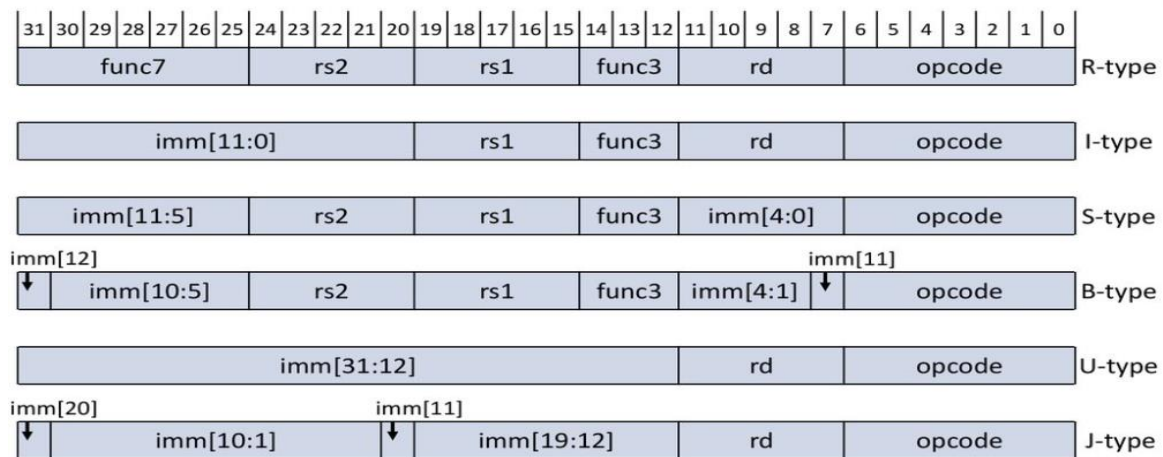 31 30 29 28 27 26 25 24 23 22 21 20 19 18 17 16 15 14 13 12 11 10 9 8 7 6 5 4 3 2 1 0
func7 rs2 rs1 func3 rd opcode R-type
imm[11:0] rs1 func3 rd opcode I-type
imm[11:5] rs2 rs1 func3 imm[4:0] opcode S-type
imm[12] imm[11]
imm[10:5] rs2 rs1 func3 imm[4:1] opcode B-type
imm[31:12] rd opcode U-type
imm[20] imm[11]
imm[10:1] imm[19:12] rd opcode J-type